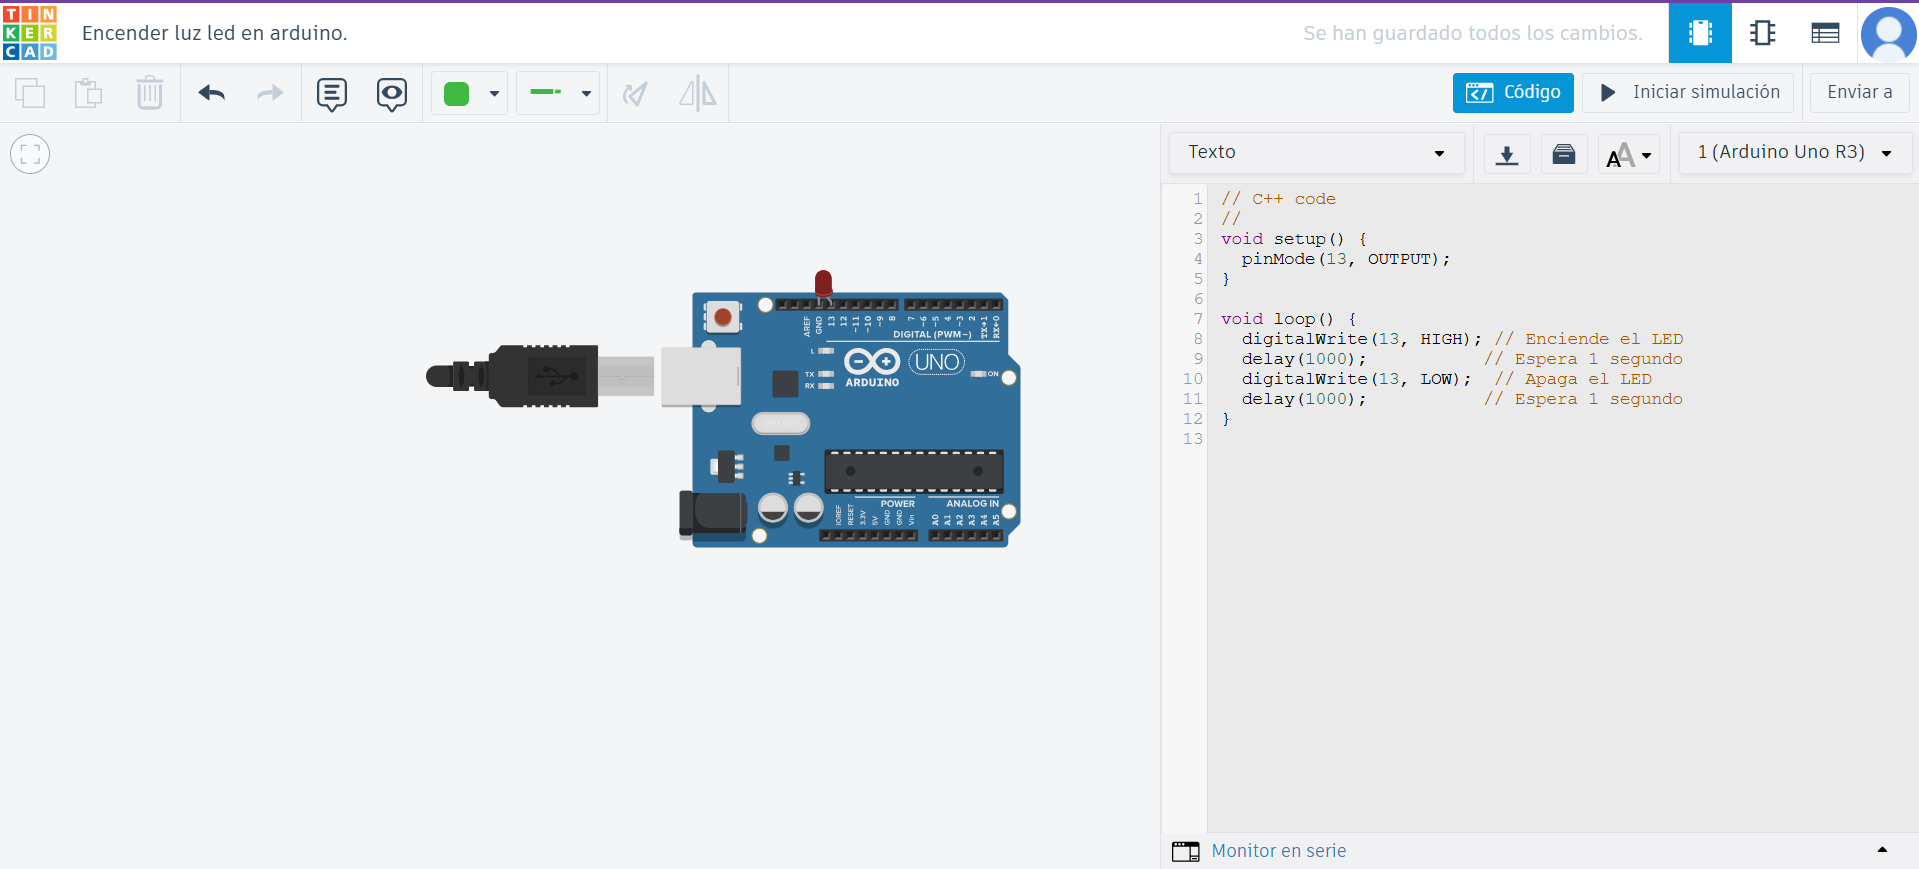 TIN
KER
CAD
Encender luz led en arduino.
Se han guardado todos los cambios.
Código
Iniciar simulación
Enviar a
Texto
AA
1 (Arduino Uno R3)
AREF
GND
13
12
~11
~10
~9
8
7
~6
~5
4
~3
2
TX→1
RX←0
DIGITAL (PWM~)
L
TX
RX
ARDUINO
UNO
ON
POWER
ANALOG IN
IOREF
RESET
3.3V
5V
GND
GND
Vin
A0
A1
A2
A3
A4
A5
1 // C++ code
2 //
3 void setup() {
4   pinMode(13, OUTPUT);
5 }
6
7 void loop() {
8   digitalWrite(13, HIGH); // Enciende el LED
9   delay(1000);           // Espera 1 segundo
10   digitalWrite(13, LOW);  // Apaga el LED
11   delay(1000);           // Espera 1 segundo
12 }
13
Monitor en serie